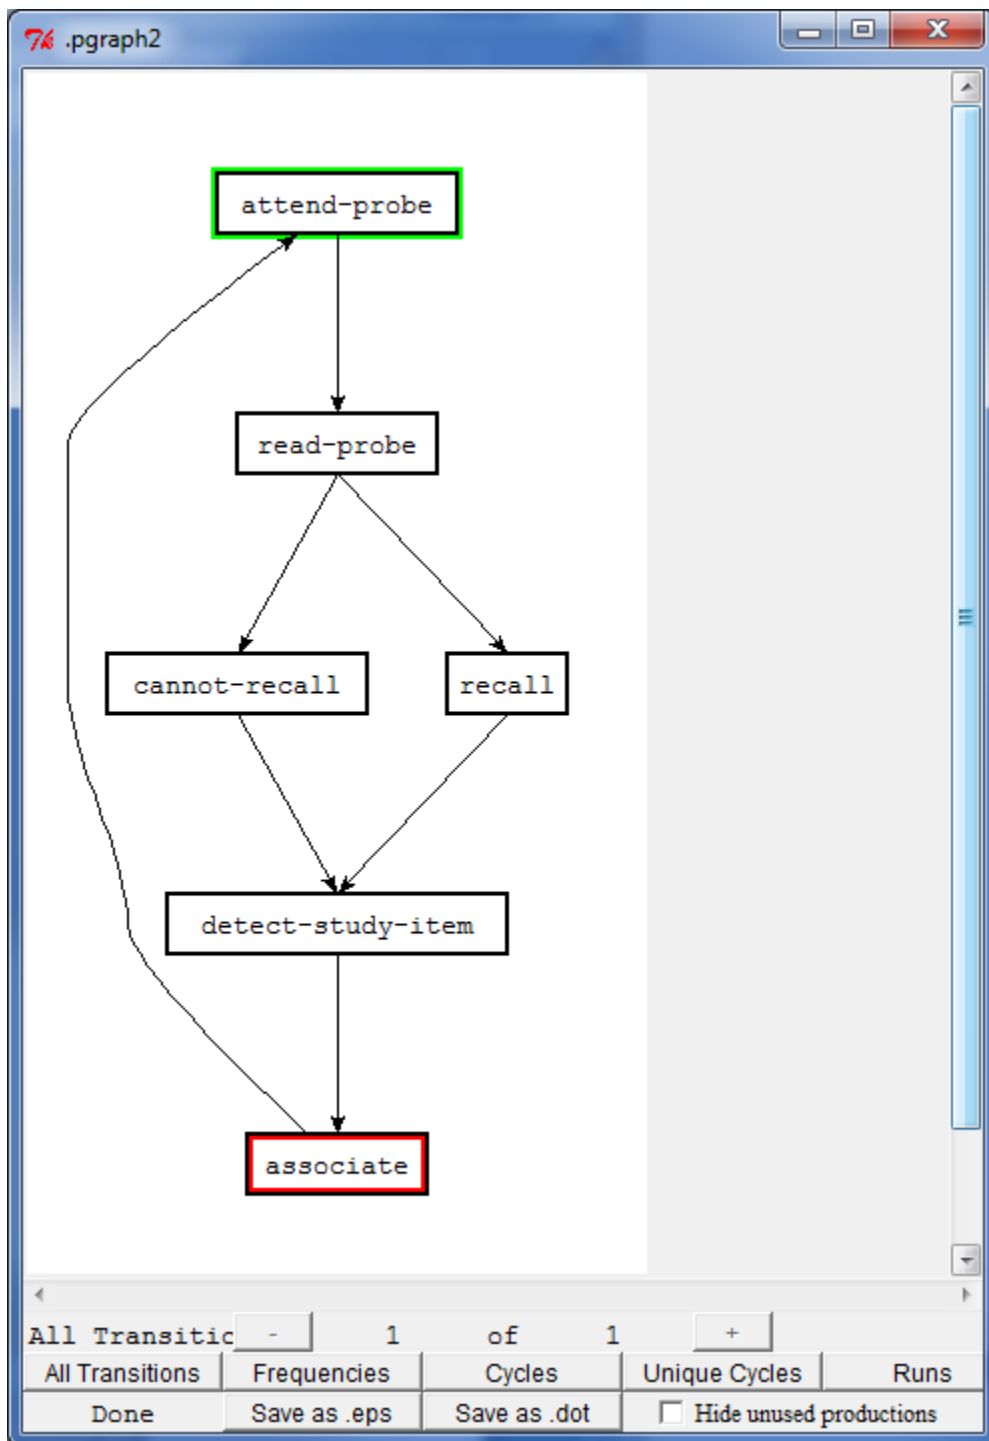 7k .pgraph2
attend-probe
read-probe
cannot-recall recall
detect-study-item
associate
All Transitic - 1 of 1 +
All Transitions Frequencies Cycles Unique Cycles Runs
Done Save as .eps Save as .dot Hide unused productions